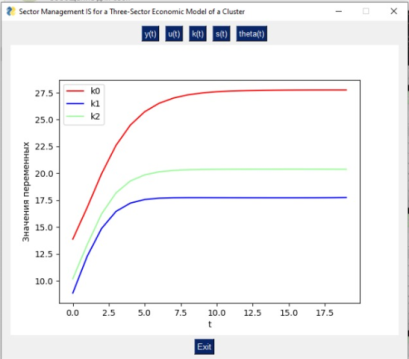 Sector Management IS for a Three-Sector Economic Model of a Cluster
y(t) u(t) k(t) s(t) theta(t)
k0
k1
k2
27.5
25.0
22.5
20.0
17.5
15.0
12.5
10.0
Значения переменных
0.0 2.5 5.0 7.5 10.0 12.5 15.0 17.5
t
Exit